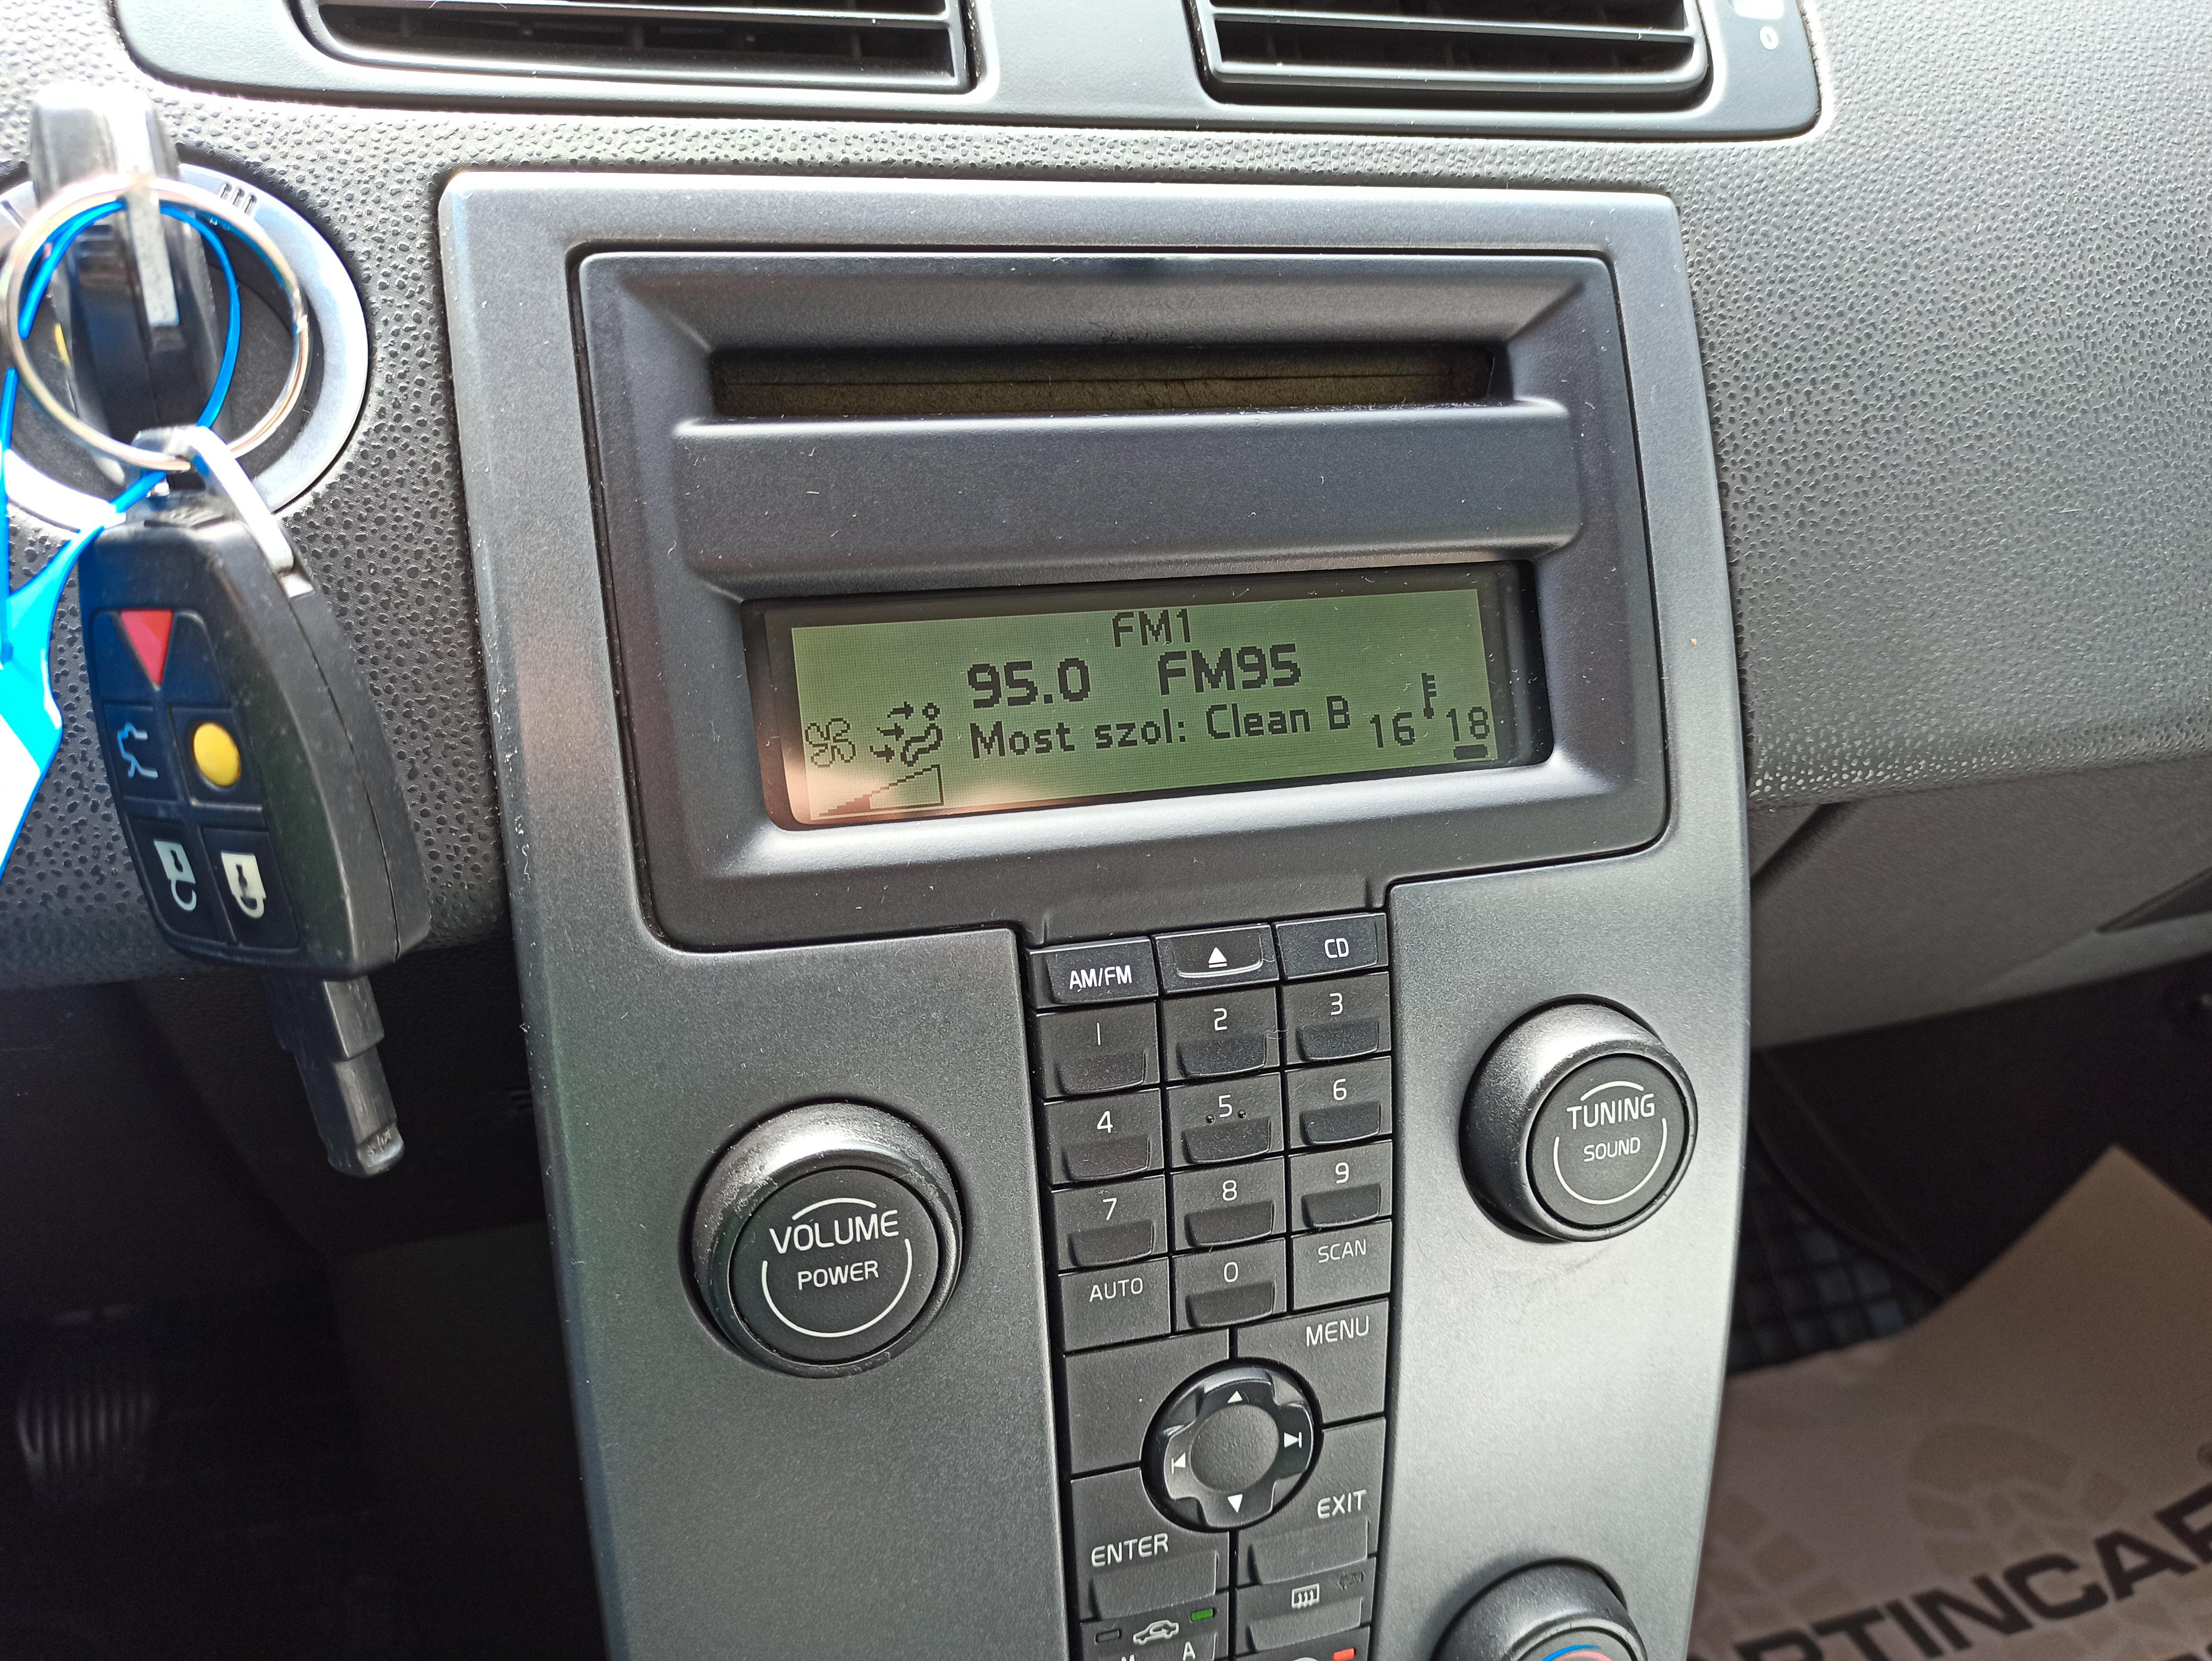 FM1
95.0 FM95
Most szol: Clean B
16 18
AM/FM
CD
1 2 3
4 5 6
7 8 9
AUTO 0 SCAN
MENU
ENTER
EXIT
VOLUME
POWER
TUNING
SOUND
A